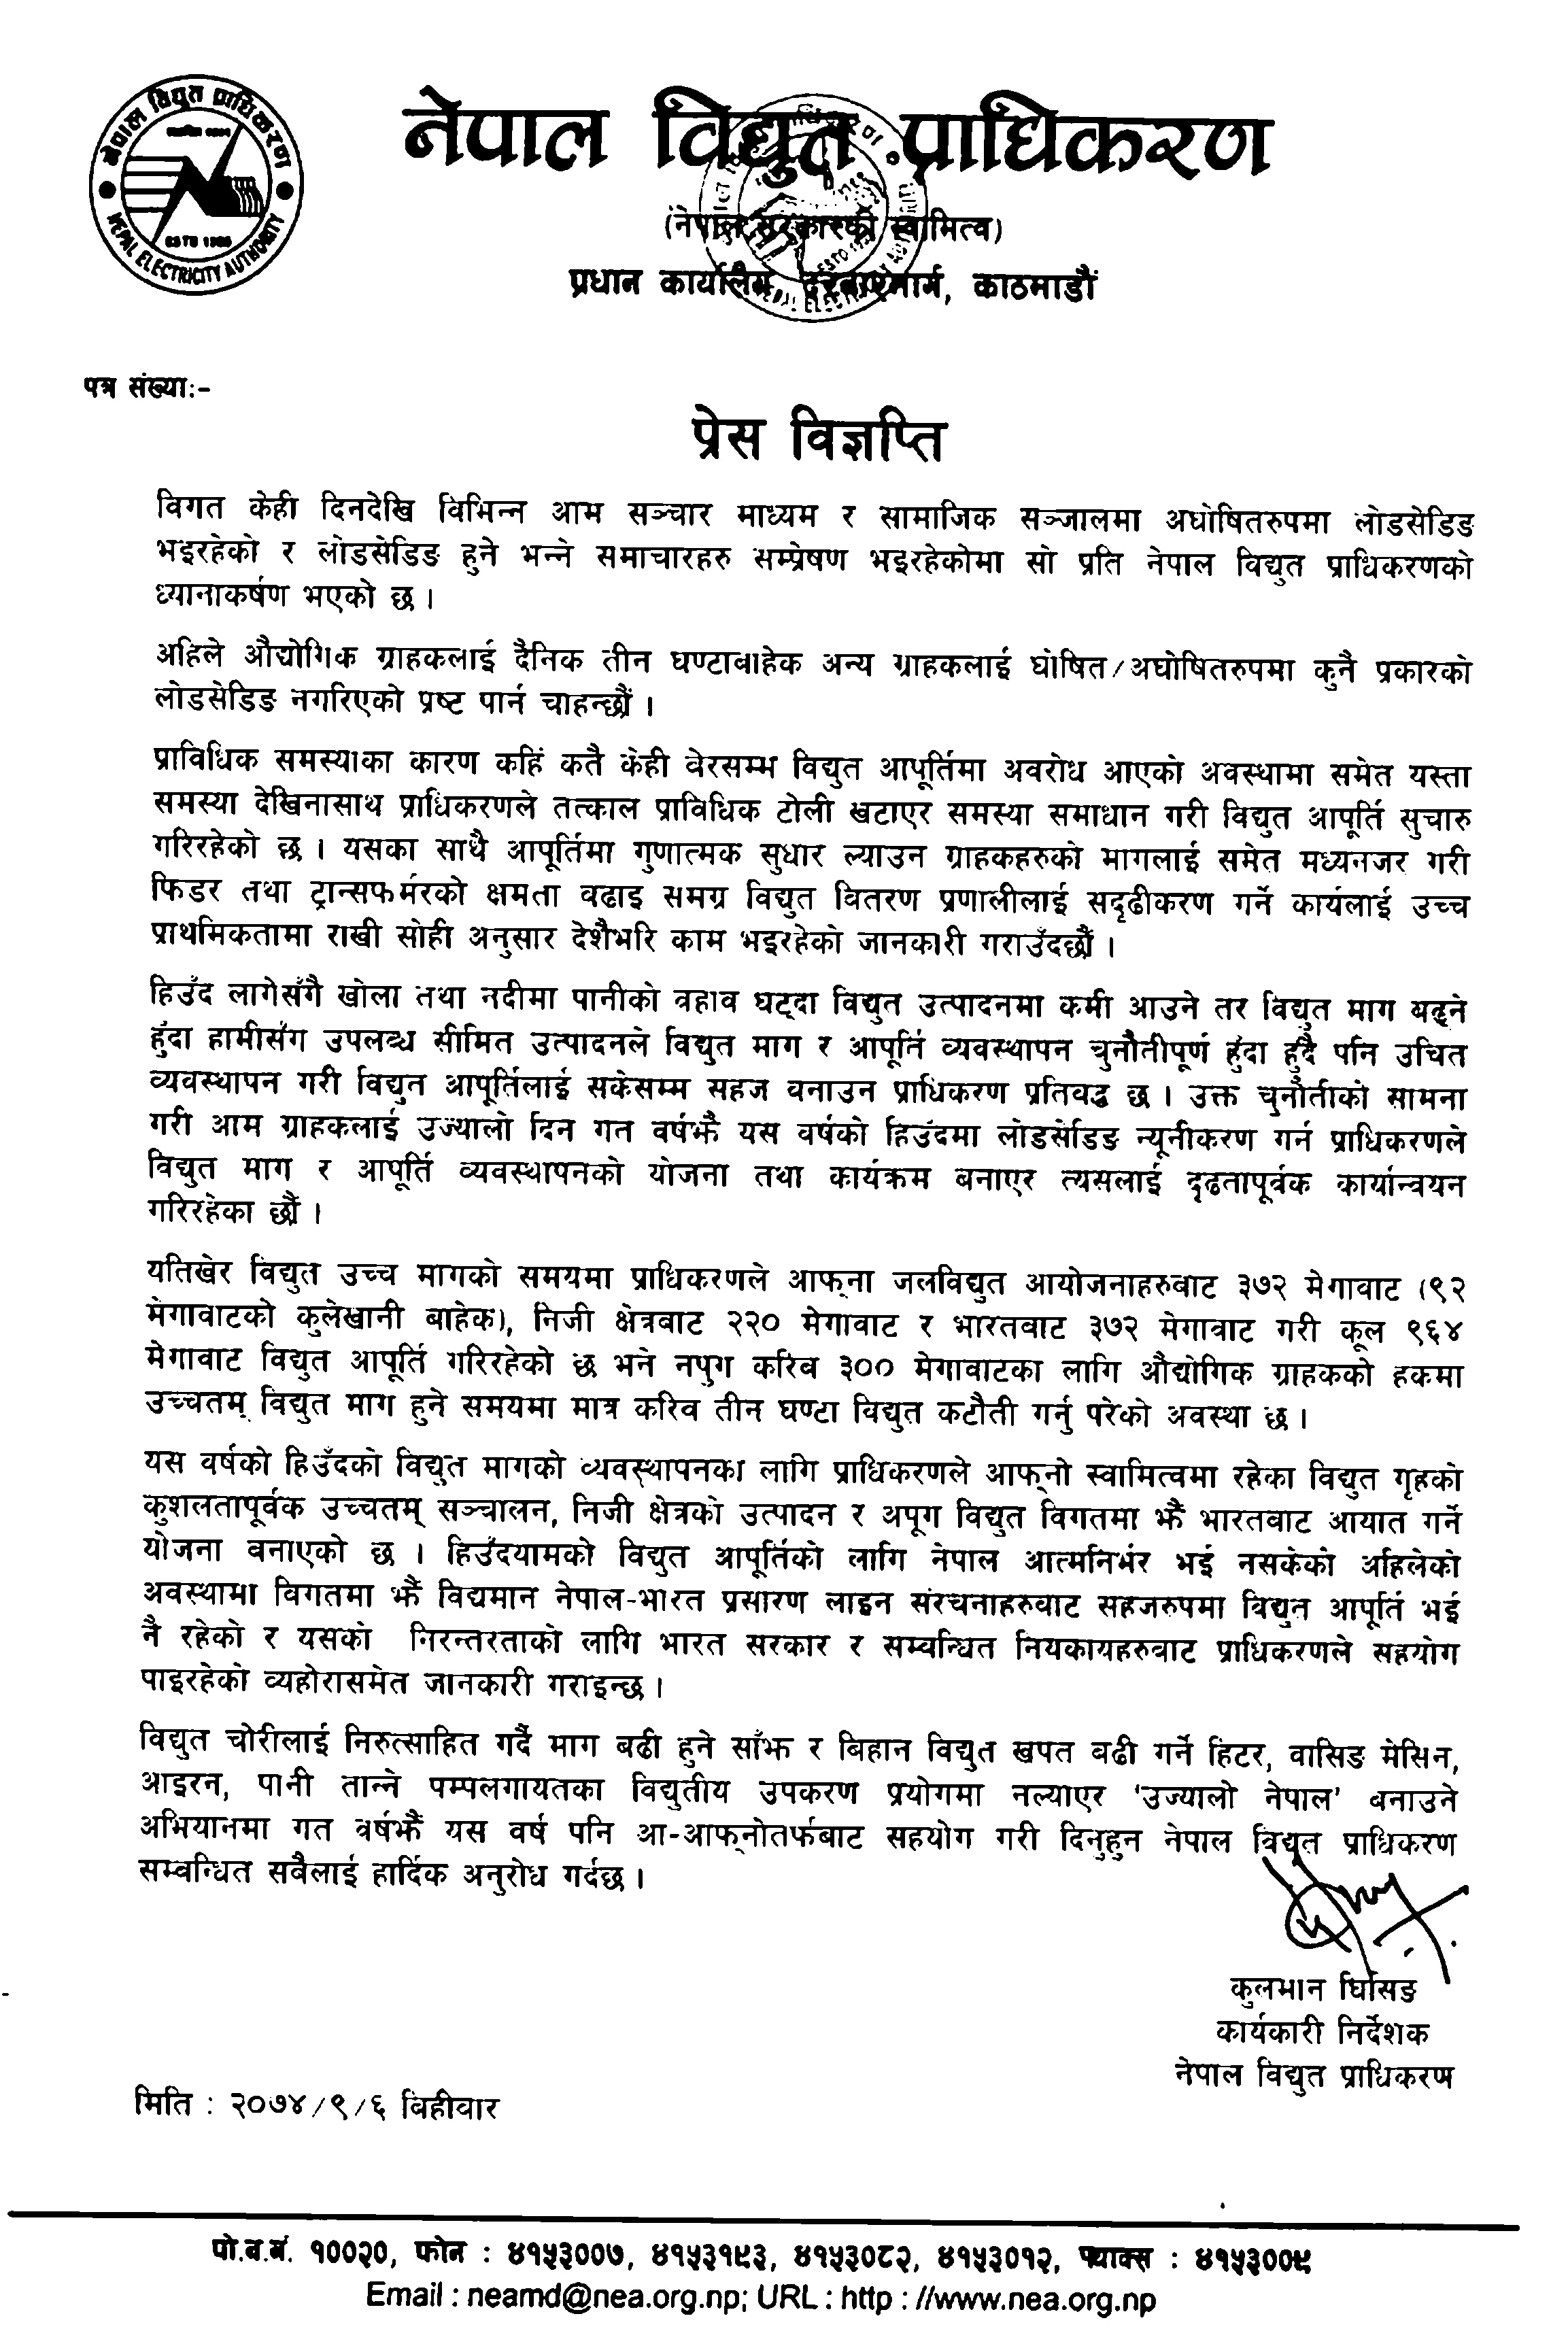 नेपाल विद्युत प्राधिकरण
NEPAL ELECTRICITY AUTHORITY
ESTD 1985
नेपाल विद्युत प्राधिकरण
(नेपाल सरकारको स्वामित्व)
प्रधान कार्यालय, दरबारमार्ग, काठमाडौं
पत्र संख्या:-
प्रेस विज्ञप्ति
विगत केही दिनदेखि विभिन्न आम सञ्चार माध्यम र सामाजिक सञ्जालमा अघोषितरुपमा लोडसेडिङ
भइरहेको र लोडसेडिङ हुने भन्ने समाचारहरु सम्प्रेषण भइरहेकोमा सो प्रति नेपाल विद्युत प्राधिकरणको
ध्यानाकर्षण भएको छ ।
अहिले औद्योगिक ग्राहकलाई दैनिक तीन घण्टाबाहेक अन्य ग्राहकलाई घोषित/अघोषितरुपमा कुनै प्रकारको
लोडसेडिङ नगरिएको प्रष्ट पार्न चाहन्छौं ।
प्राविधिक समस्याका कारण कहिं कतै केही बेरसम्म विद्युत आपूर्तिमा अवरोध आएको अवस्थामा समेत यस्ता
समस्या देखिनासाथ प्राधिकरणले तत्काल प्राविधिक टोली खटाएर समस्या समाधान गरी विद्युत आपूर्ति सुचारु
गरिरहेको छ । यसका साथै आपूर्तिमा गुणात्मक सुधार ल्याउन ग्राहकहरुको मागलाई समेत मध्यनजर गरी
फिडर तथा ट्रान्सफर्मरको क्षमता बढाइ समग्र विद्युत वितरण प्रणालीलाई सदृढीकरण गर्ने कार्यलाई उच्च
प्राथमिकतामा राखी सोही अनुसार देशैभरि काम भइरहेको जानकारी गराउँदछौं ।
हिउँद लागेसँगै खोला तथा नदीमा पानीको वहाव घट्दा विद्युत उत्पादनमा कमी आउने तर विद्युत माग बढ्ने
हुंदा हामीसंग उपलब्ध सीमित उत्पादनले विद्युत माग र आपूर्ति व्यवस्थापन चुनौतीपूर्ण हुंदा हुंदै पनि उचित
व्यवस्थापन गरी विद्युत आपूर्तिलाई सकेसम्म सहज बनाउन प्राधिकरण प्रतिवद्ध छ । उक्त चुनौतीको सामना
गरी आम ग्राहकलाई उज्यालो दिन गत वर्षझै यस वर्षको हिउँदमा लोडसेडिङ न्यूनीकरण गर्न प्राधिकरणले
विद्युत माग र आपूर्ति व्यवस्थापनको योजना तथा कार्यक्रम बनाएर त्यसलाई दृढतापूर्वक कार्यान्वयन
गरिरहेका छौं ।
यतिखेर विद्युत उच्च मागको समयमा प्राधिकरणले आफ्ना जलविद्युत आयोजनाहरुबाट ३७२ मेगावाट (९२
मेगावाटको कुलेखानी बाहेक), निजी क्षेत्रबाट २२० मेगावाट र भारतबाट ३७२ मेगावाट गरी कूल ९६४
मेगावाट विद्युत आपूर्ति गरिरहेको छ भने नपुग करिब ३०० मेगावाटका लागि औद्योगिक ग्राहकको हकमा
उच्चतम् विद्युत माग हुने समयमा मात्र करिव तीन घण्टा विद्युत कटौती गर्नु परेको अवस्था छ ।
यस वर्षको हिउँदको विद्युत मागको व्यवस्थापनका लागि प्राधिकरणले आफ्नो स्वामित्वमा रहेका विद्युत गृहको
कुशलतापूर्वक उच्चतम् सञ्चालन, निजी क्षेत्रको उत्पादन र अपूग विद्युत विगतमा झैं भारतबाट आयात गर्ने
योजना बनाएको छ । हिउँदयामको विद्युत आपूर्तिको लागि नेपाल आत्मनिर्भर भई नसकेको अहिलेको
अवस्थामा विगतमा झैं विद्यमान नेपाल-भारत प्रसारण लाइन संरचनाहरुबाट सहजरुपमा विद्युत आपूर्ति भई
नै रहेको र यसको निरन्तरताको लागि भारत सरकार र सम्बन्धित नियकायहरुबाट प्राधिकरणले सहयोग
पाइरहेको व्यहोरासमेत जानकारी गराइन्छ ।
विद्युत चोरीलाई निरुत्साहित गर्दै माग बढी हुने साँझ र बिहान विद्युत खपत बढी गर्ने हिटर, वासिङ मेसिन,
आइरन, पानी तान्ने पम्पलगायतका विद्युतीय उपकरण प्रयोगमा नल्याएर ‘उज्यालो नेपाल’ बनाउने
अभियानमा गत वर्षझैं यस वर्ष पनि आ-आफ्नोतर्फबाट सहयोग गरी दिनुहुन नेपाल विद्युत प्राधिकरण
सम्वन्धित सबैलाई हार्दिक अनुरोध गर्दछ ।
कुलमान घिसिङ
कार्यकारी निर्देशक
नेपाल विद्युत प्राधिकरण
मिति : २०७४/९/६ बिहीवार
पो.ब.नं. १००२०, फोन : ४१५३००७, ४१५३१९३, ४१५३०८२, ४१५३०१२, फ्याक्स : ४१५३००९
Email : neamd@nea.org.np; URL : http : //www.nea.org.np